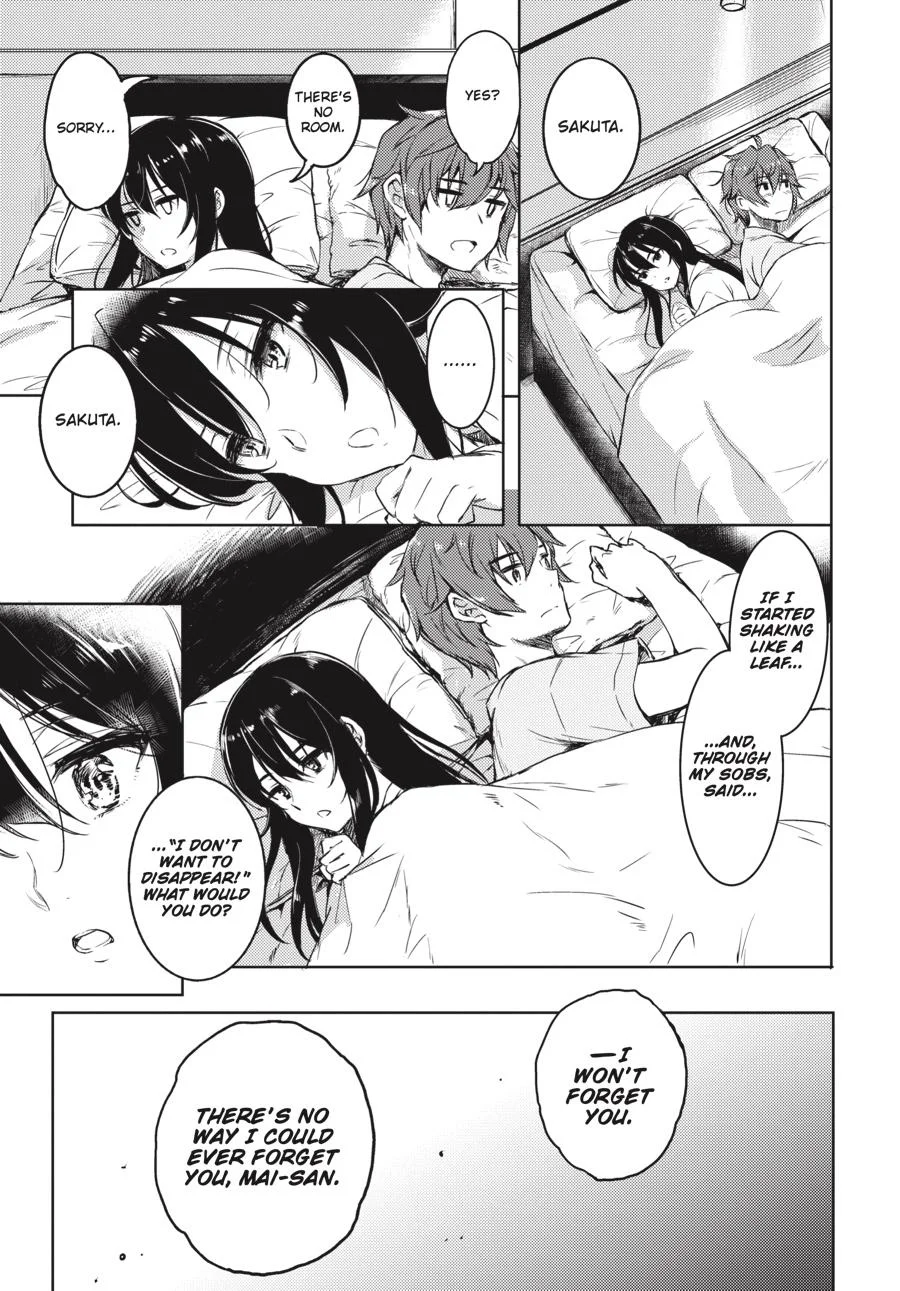 SAKUTA.
YES?
THERE'S
NO
ROOM.
SORRY...
......
SAKUTA.
IF I
STARTED
SHAKING
LIKE A
LEAF...
...AND,
THROUGH
MY SOBS,
SAID...
..."I DON'T
WANT TO
DISAPPEAR!"
WHAT WOULD
YOU DO?
—I
WON'T
FORGET
YOU.
THERE'S NO
WAY I COULD
EVER FORGET
YOU, MAI-SAN.